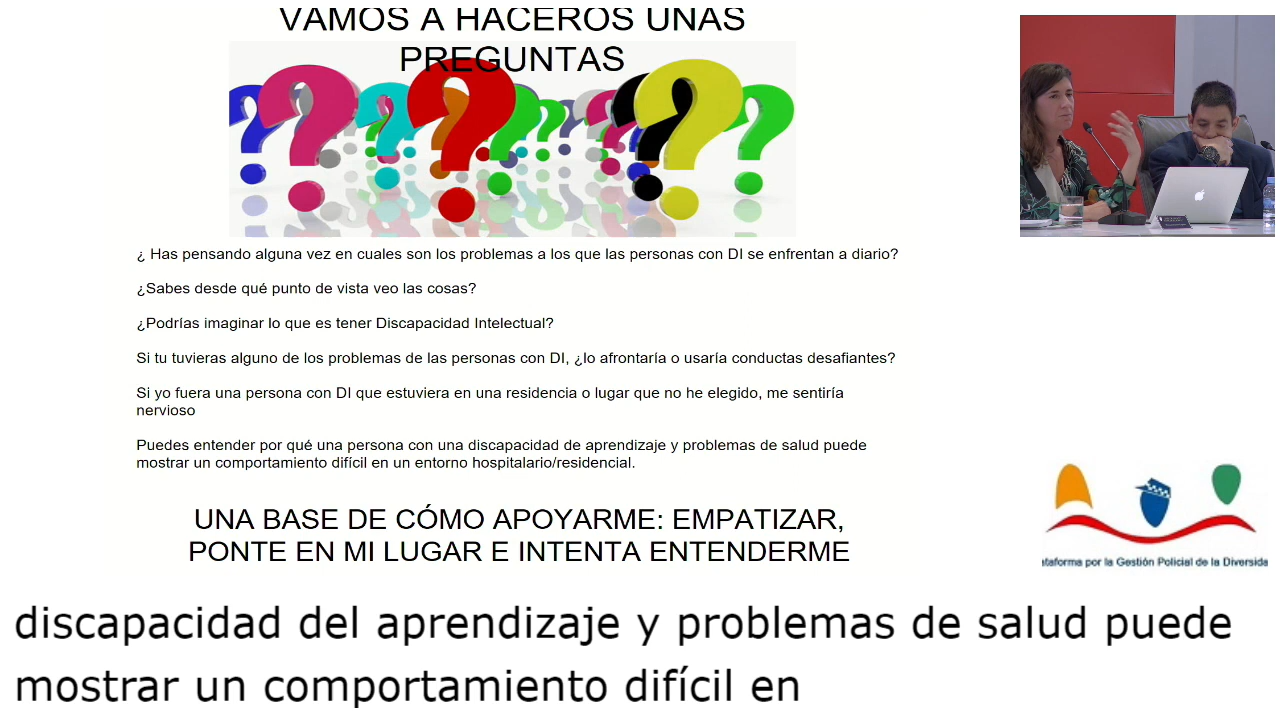 VAMOS A HACEROS UNAS
PREGUNTAS
¿ Has pensando alguna vez en cuales son los problemas a los que las personas con DI se enfrentan a diario?
¿Sabes desde qué punto de vista veo las cosas?
¿Podrías imaginar lo que es tener Discapacidad Intelectual?
Si tu tuvieras alguno de los problemas de las personas con DI, ¿lo afrontaría o usaría conductas desafiantes?
Si yo fuera una persona con DI que estuviera en una residencia o lugar que no he elegido, me sentiría
nervioso
Puedes entender por qué una persona con una discapacidad de aprendizaje y problemas de salud puede
mostrar un comportamiento difícil en un entorno hospitalario/residencial.
UNA BASE DE CÓMO APOYARME: EMPATIZAR,
PONTE EN MI LUGAR E INTENTA ENTENDERME
ataforma por la Gestión Policial de la Diversida
discapacidad del aprendizaje y problemas de salud puede
mostrar un comportamiento difícil en